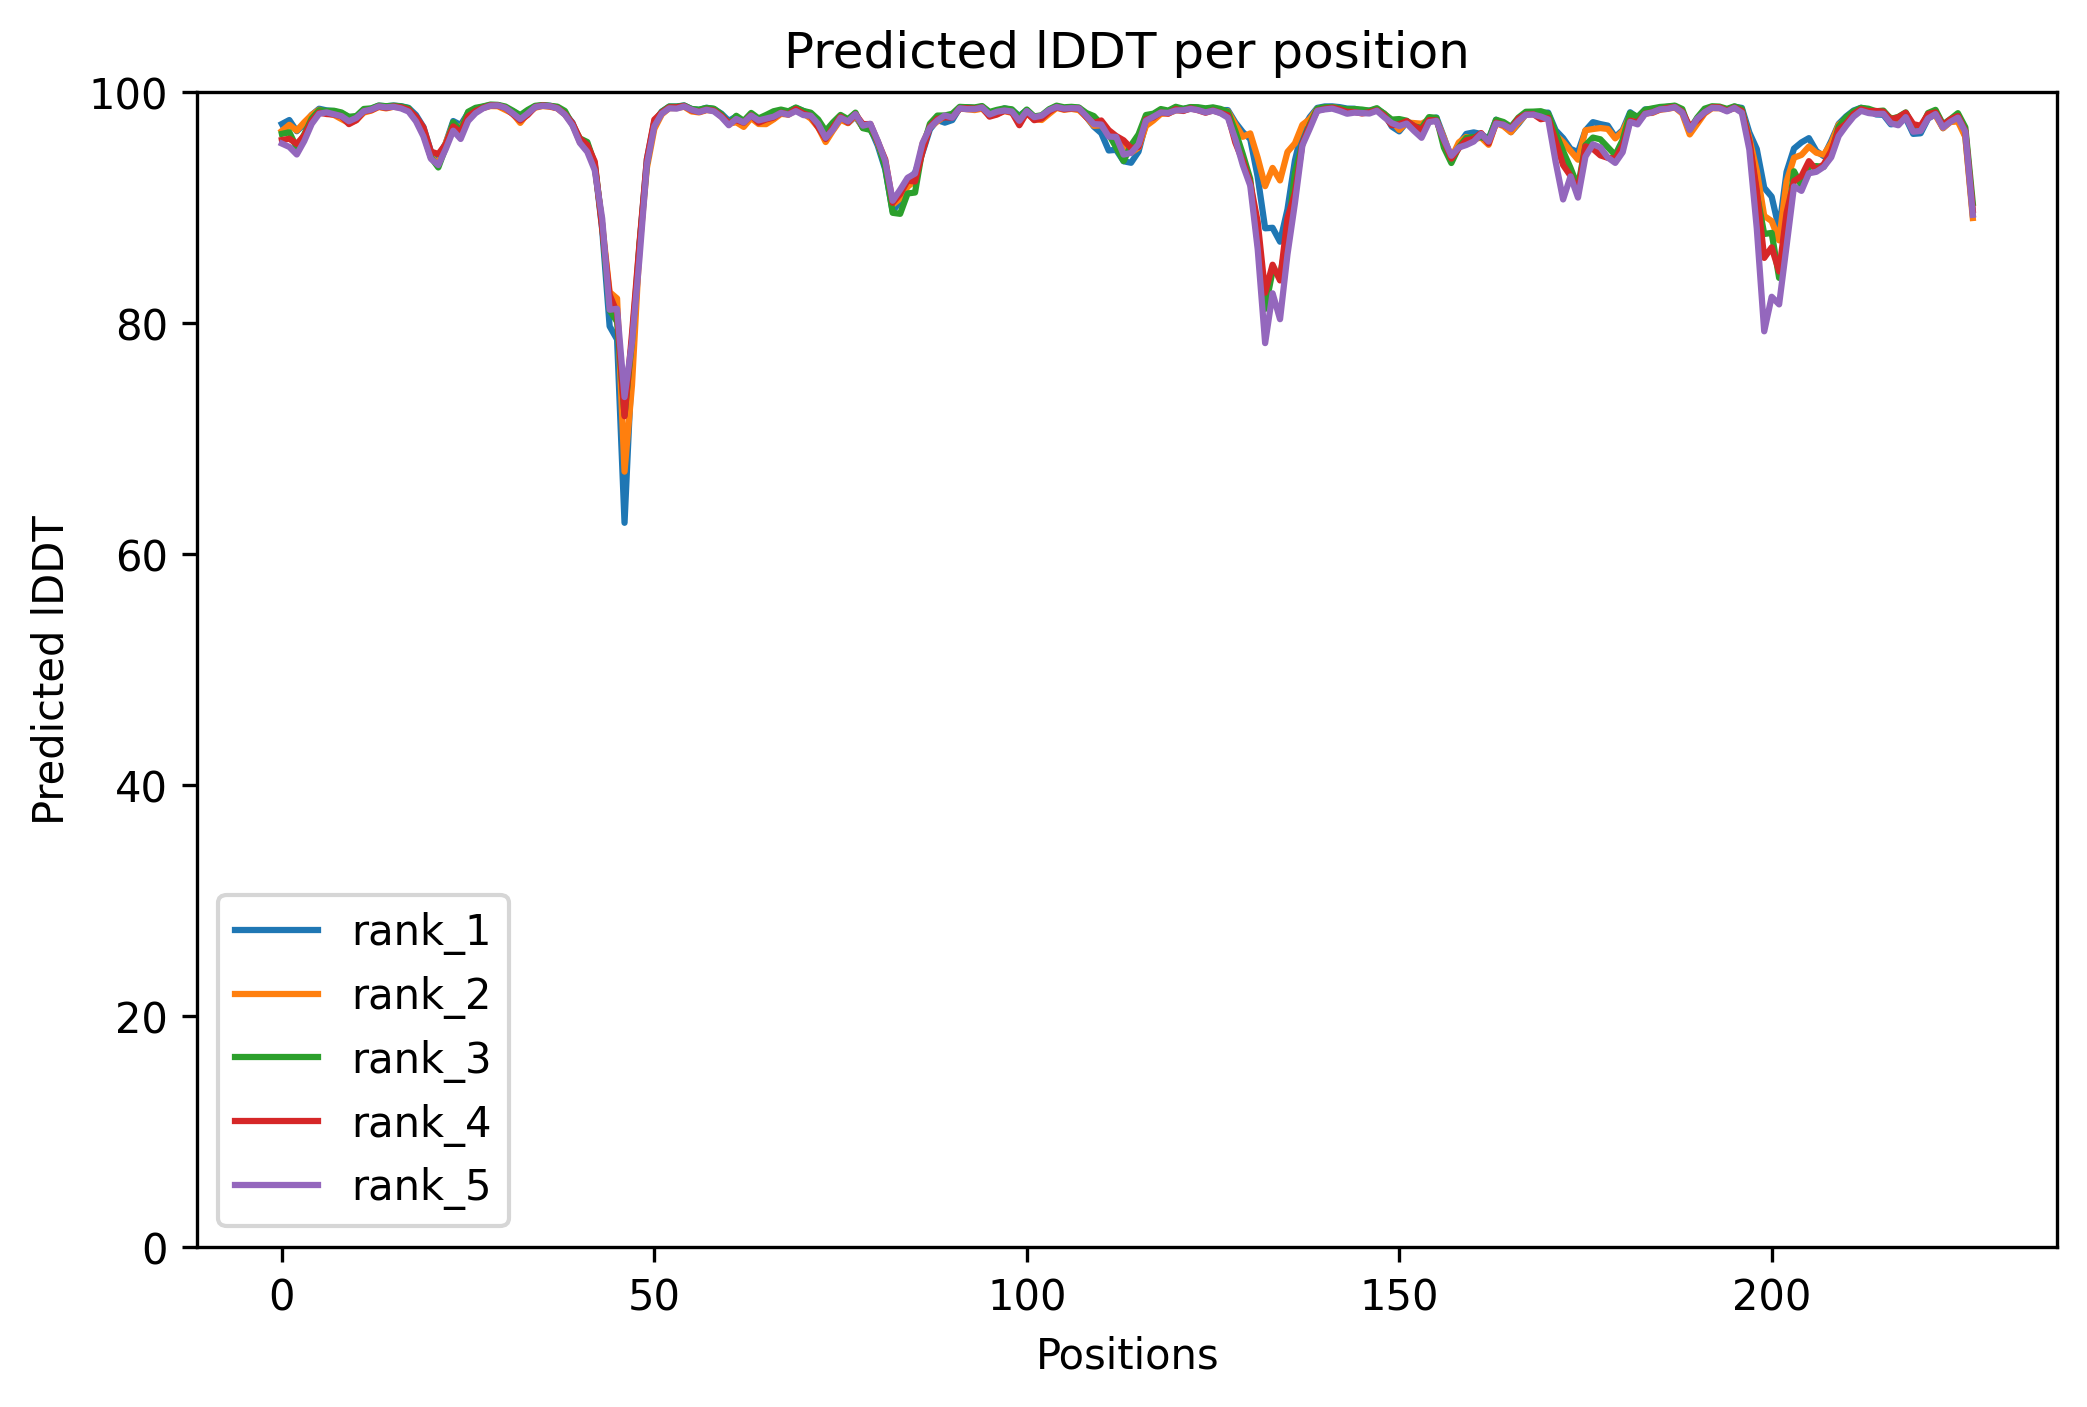 Predicted lDDT per position
100
80
60
40
20
0
Predicted lDDT
rank_1
rank_2
rank_3
rank_4
rank_5
0 50 100 150 200
Positions